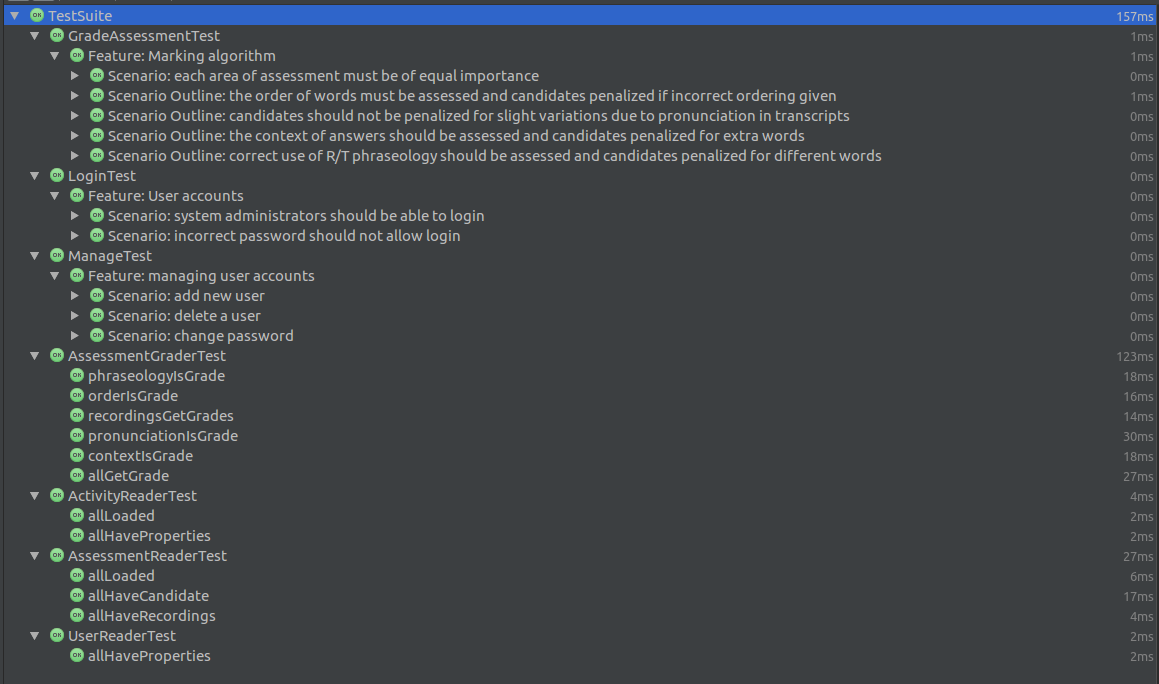 TestSuite 157ms
GradeAssessmentTest 1ms
Feature: Marking algorithm 1ms
Scenario: each area of assessment must be of equal importance 0ms
Scenario Outline: the order of words must be assessed and candidates penalized if incorrect ordering given 1ms
Scenario Outline: candidates should not be penalized for slight variations due to pronunciation in transcripts 0ms
Scenario Outline: the context of answers should be assessed and candidates penalized for extra words 0ms
Scenario Outline: correct use of R/T phraseology should be assessed and candidates penalized for different words 0ms
LoginTest 0ms
Feature: User accounts 0ms
Scenario: system administrators should be able to login 0ms
Scenario: incorrect password should not allow login 0ms
ManageTest 0ms
Feature: managing user accounts 0ms
Scenario: add new user 0ms
Scenario: delete a user 0ms
Scenario: change password 0ms
AssessmentGraderTest 123ms
phraseologyIsGrade 18ms
orderIsGrade 16ms
recordingsGetGrades 14ms
pronunciationIsGrade 30ms
contextIsGrade 18ms
allGetGrade 27ms
ActivityReaderTest 4ms
allLoaded 2ms
allHaveProperties 2ms
AssessmentReaderTest 27ms
allLoaded 6ms
allHaveCandidate 17ms
allHaveRecordings 4ms
UserReaderTest 2ms
allHaveProperties 2ms